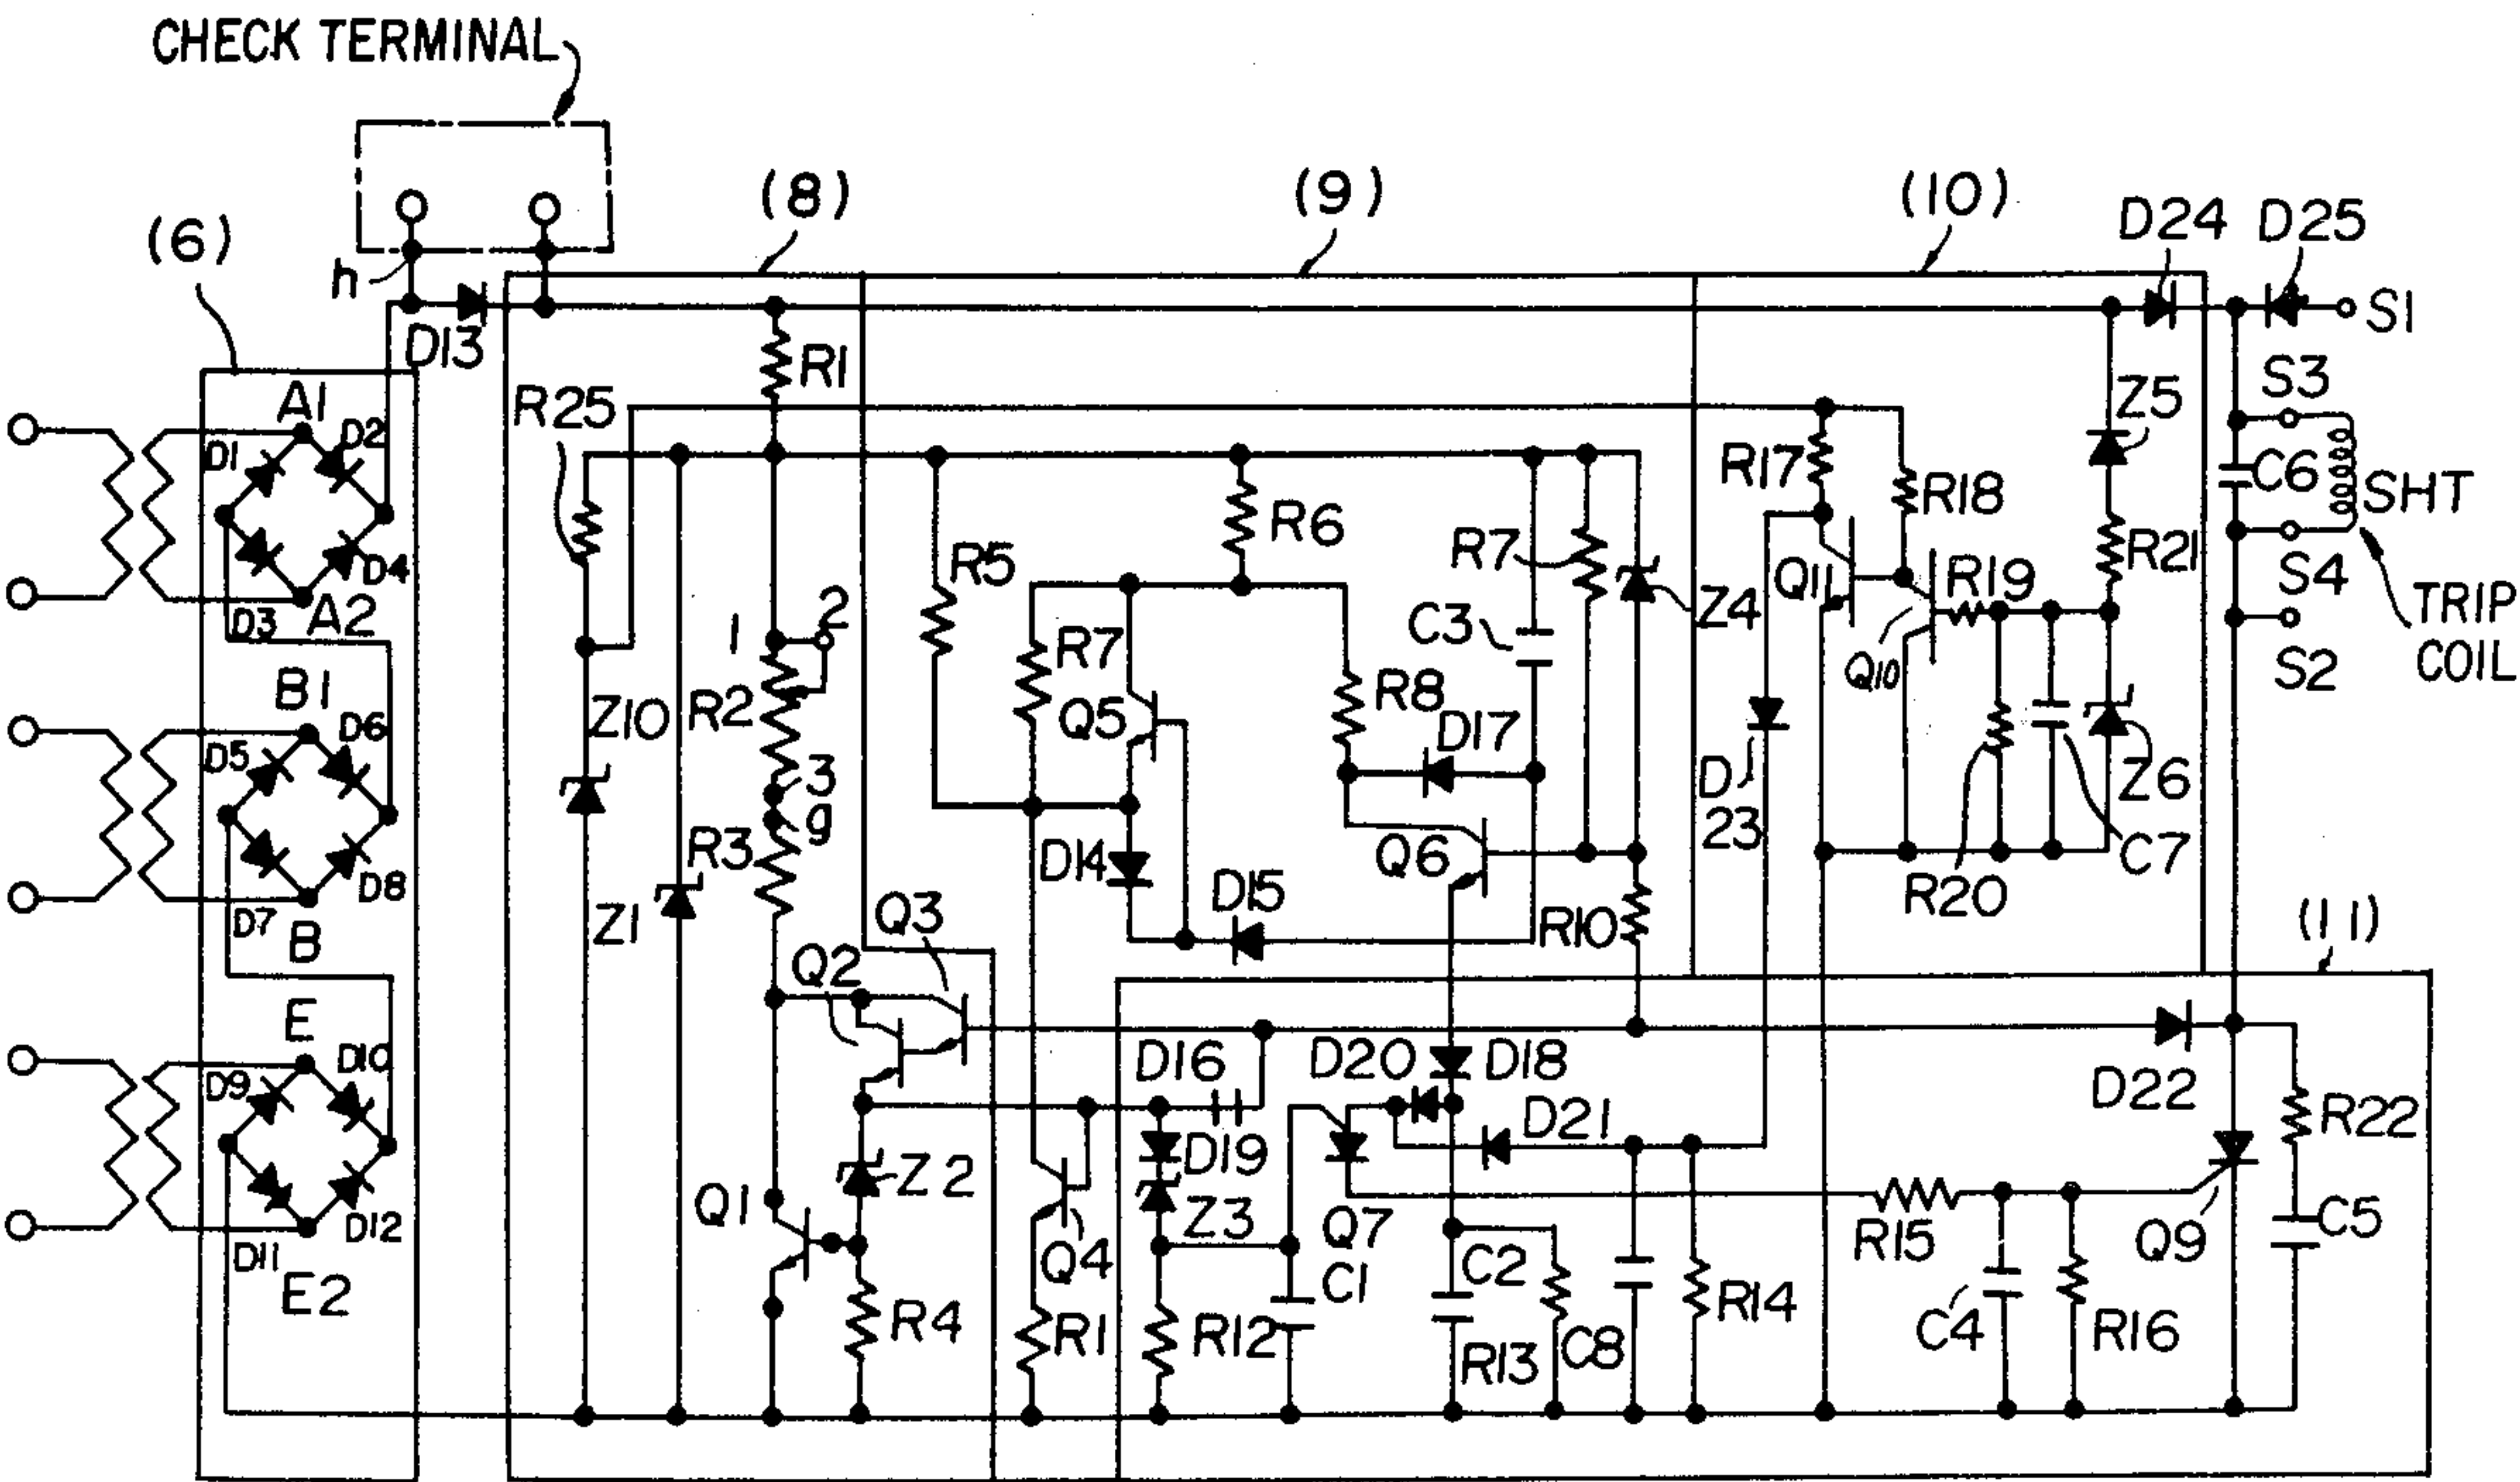 CHECK TERMINAL
(6)
(8)
(9)
(10)
D24 D25
h
D13
S1
R1
R25
A1
D1
D2
D4
D3
A2
S3
Z5
C6
SHT
R17
R18
R21
S4
TRIP
COIL
S2
R5
R6
R7
Z4
Q11
R19
Q10
1
2
R7
C3
Q5
R8
D17
B1
D5
D6
D8
D7
B
Z10
R2
3
g
R3
Z1
D14
D15
Q6
R10
D
23
Z6
C7
R20
(11)
Q3
Q2
E
D9
D10
D12
D11
E2
D16
D20
D18
D22
R22
D19
D21
Z2
Z3
Q1
Q4
Q7
C2
C1
R15
Q9
C5
R4
R1
R12
R13
C8
R14
C4
R16